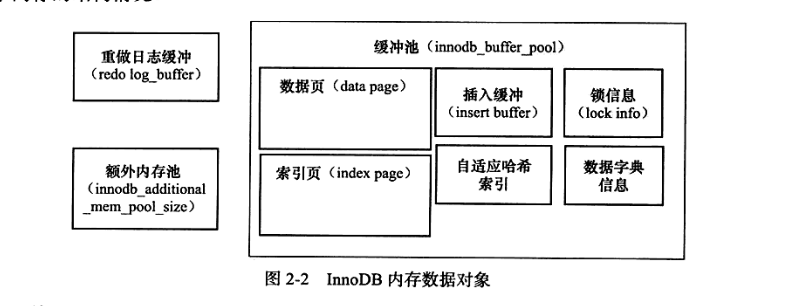 重做日志缓冲
（redo log_buffer）
额外内存池
（innodb_additional
_mem_pool_size）
缓冲池（innodb_buffer_pool）
数据页（data page）
索引页（index page）
插入缓冲
（insert buffer）
锁信息
（lock info）
自适应哈希
索引
数据字典
信息
图 2-2 InnoDB 内存数据对象